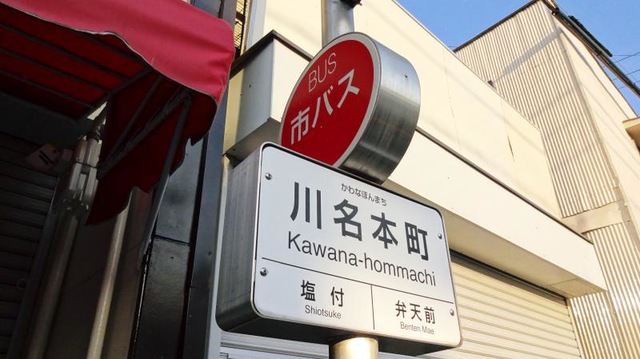 BUS
市バス
かわなほんまち
川名本町
Kawana-hommachi
塩付
Shiotsuke
弁天前
Benten Mae